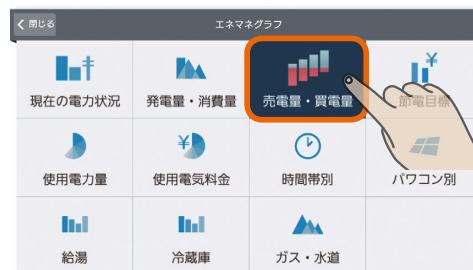 閉じる
エネマネグラフ
現在の電力状況
発電量・消費量
売電量・買電量
節電目標
使用電力量
使用電気料金
時間帯別
パワコン別
給湯
冷蔵庫
ガス・水道